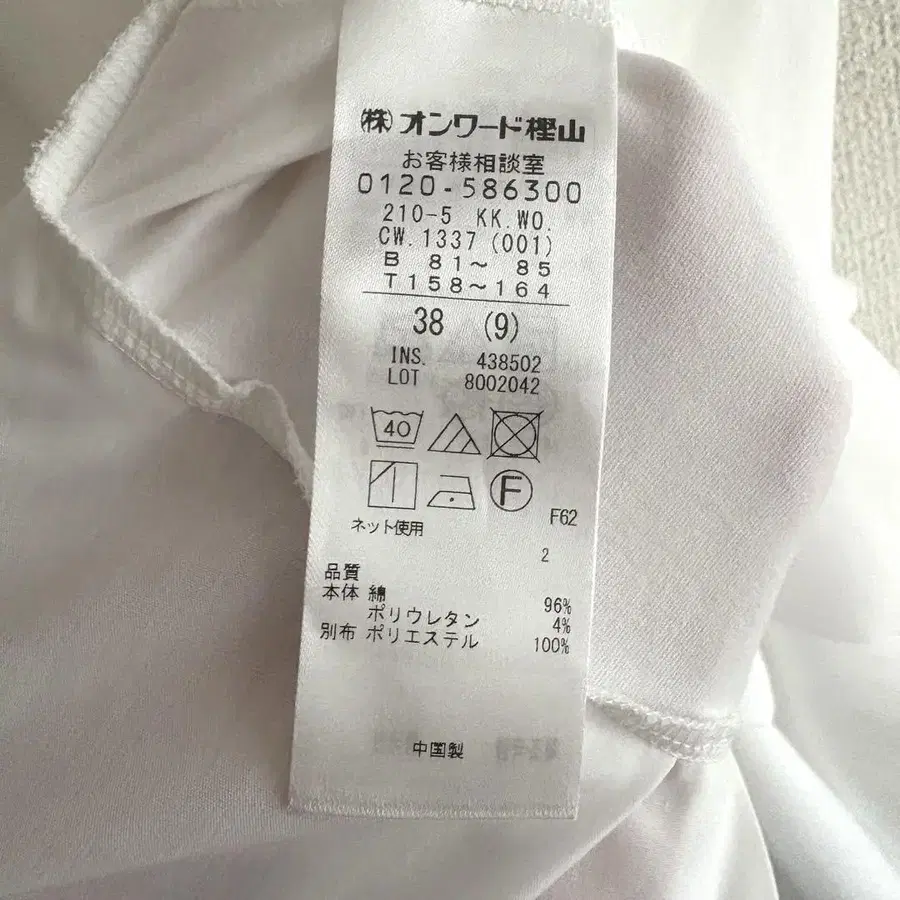 ㈱オンワード樫山
お客様相談室
0120-586300
210-5 KK.WO.
CW.1337(001)
B 81～ 85
T158～164
38 (9)
INS. 438502
LOT 8002042
40
F
ネット使用
F62
2
品質
本体 綿 96%
ポリウレタン 4%
別布 ポリエステル 100%
中国製